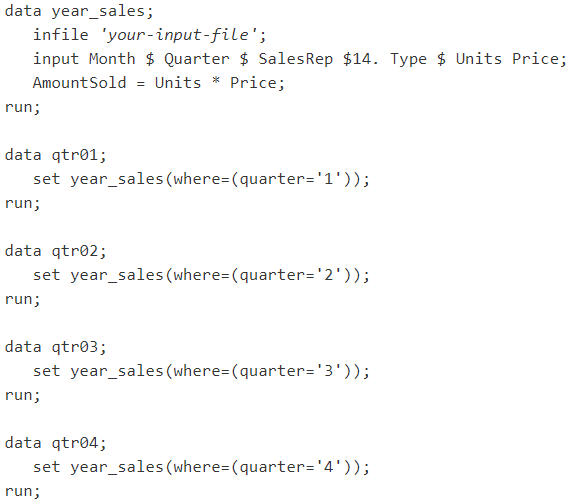 data year_sales;
   infile 'your-input-file';
   input Month $ Quarter $ SalesRep $14. Type $ Units Price;
   AmountSold = Units * Price;
run;

data qtr01;
   set year_sales(where=(quarter='1'));
run;

data qtr02;
   set year_sales(where=(quarter='2'));
run;

data qtr03;
   set year_sales(where=(quarter='3'));
run;

data qtr04;
   set year_sales(where=(quarter='4'));
run;